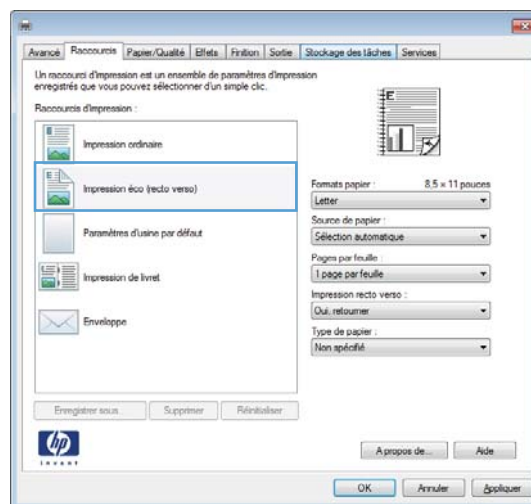 Avancé Raccourcis Papier/Qualité Effets Finition Sortie Stockage des tâches Services
Un raccourci d'impression est un ensemble de paramètres d'impression
enregistrés que vous pouvez sélectionner d'un simple clic.
Raccourcis d'impression :
Impression ordinaire
Impression éco (recto verso)
Paramètres d'usine par défaut
Impression de livret
Enveloppe
Formats papier : 8,5 × 11 pouces
Letter
Source de papier :
Sélection automatique
Pages par feuille :
1 page par feuille
Impression recto verso :
Oui, retourner
Type de papier :
Non spécifié
Enregistrer sous... Supprimer Réinitialiser
hp
invent
A propos de... Aide
OK Annuler Appliquer